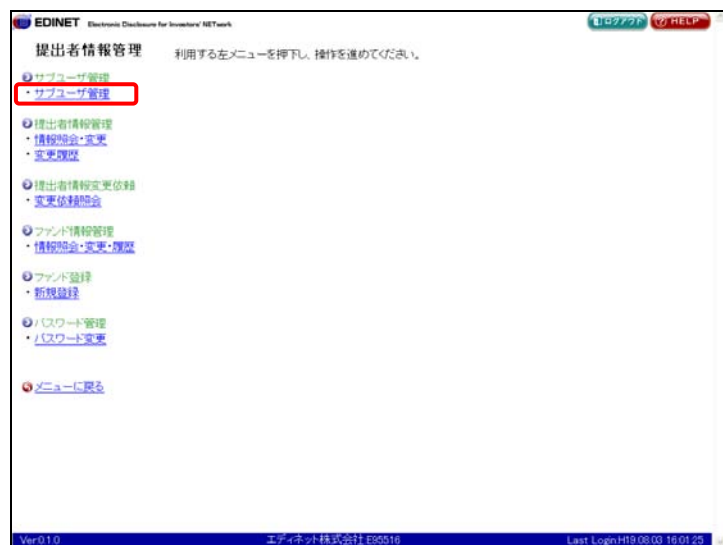 EDINET Electronic Disclosure for Investors' NETwork
ログアウト
HELP
提出者情報管理
利用する左メニューを押下し、操作を進めてください。
サブユーザ管理
・サブユーザ管理
提出者情報管理
・情報照会・変更
・変更履歴
提出者情報変更依頼
・変更依頼照会
ファンド情報管理
・情報照会・変更・履歴
ファンド登録
・新規登録
パスワード管理
・パスワード変更
メニューに戻る
Ver.0.1.0
エディネット株式会社 E95516
Last Login:H19.08.03 16:01:25